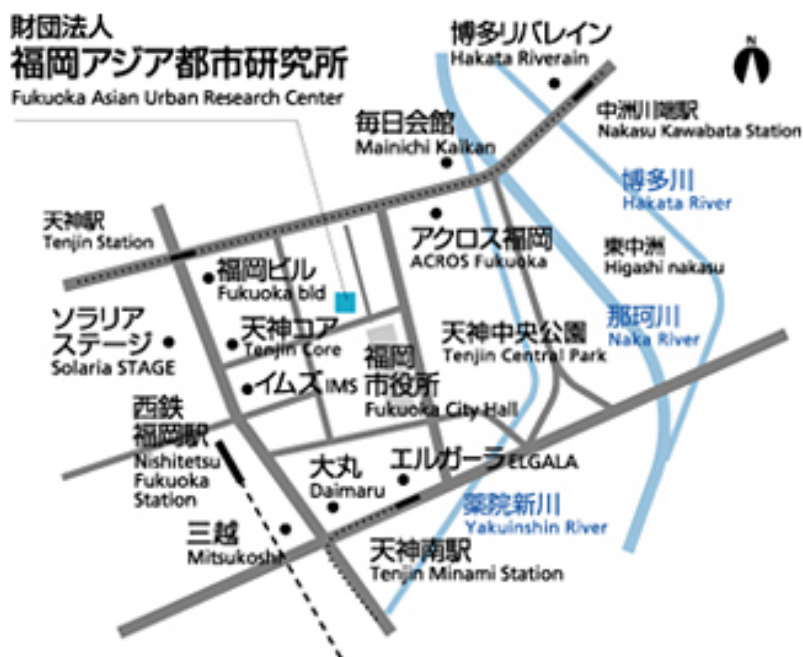 財団法人
福岡アジア都市研究所
Fukuoka Asian Urban Research Center
博多リバレイン
Hakata Riverain
N
中洲川端駅
Nakasu Kawabata Station
毎日会館
Mainichi Kaikan
博多川
Hakata River
天神駅
Tenjin Station
アクロス福岡
ACROS Fukuoka
東中洲
Higashi nakasu
福岡ビル
Fukuoka bld
ソラリア
ステージ
Solaria STAGE
天神コア
Tenjin Core
天神中央公園
Tenjin Central Park
那珂川
Naka River
イムズ IMS
福岡
市役所
Fukuoka City Hall
西鉄
福岡駅
Nishitetsu
Fukuoka
Station
大丸
Daimaru
エルガーラ ELGALA
薬院新川
Yakuinshin River
三越
Mitsukoshi
天神南駅
Tenjin Minami Station